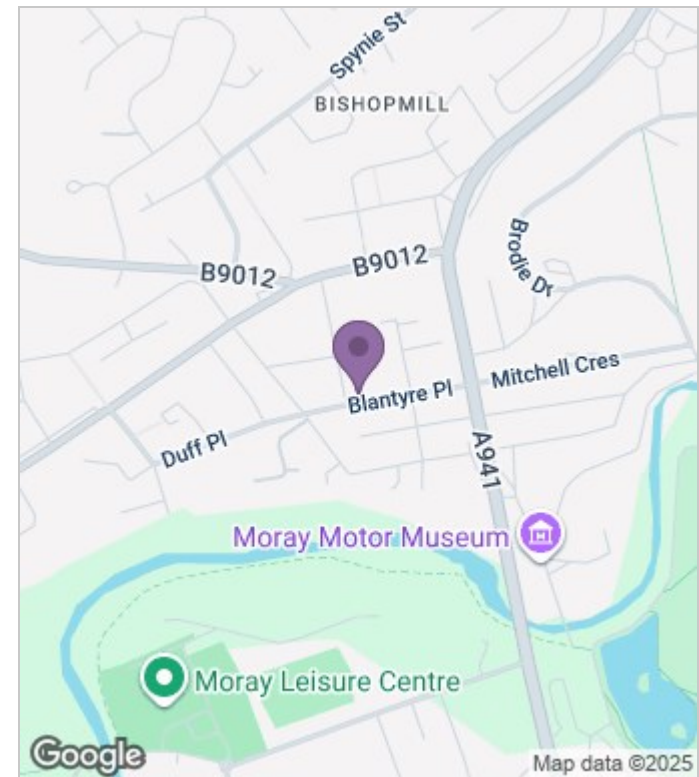 Spynie St
BISHOPMILL
Brodie Dr
B9012
B9012
Mitchell Cres
Blantyre Pl
Duff Pl
A941
Moray Motor Museum
Moray Leisure Centre
Google
Map data ©2025